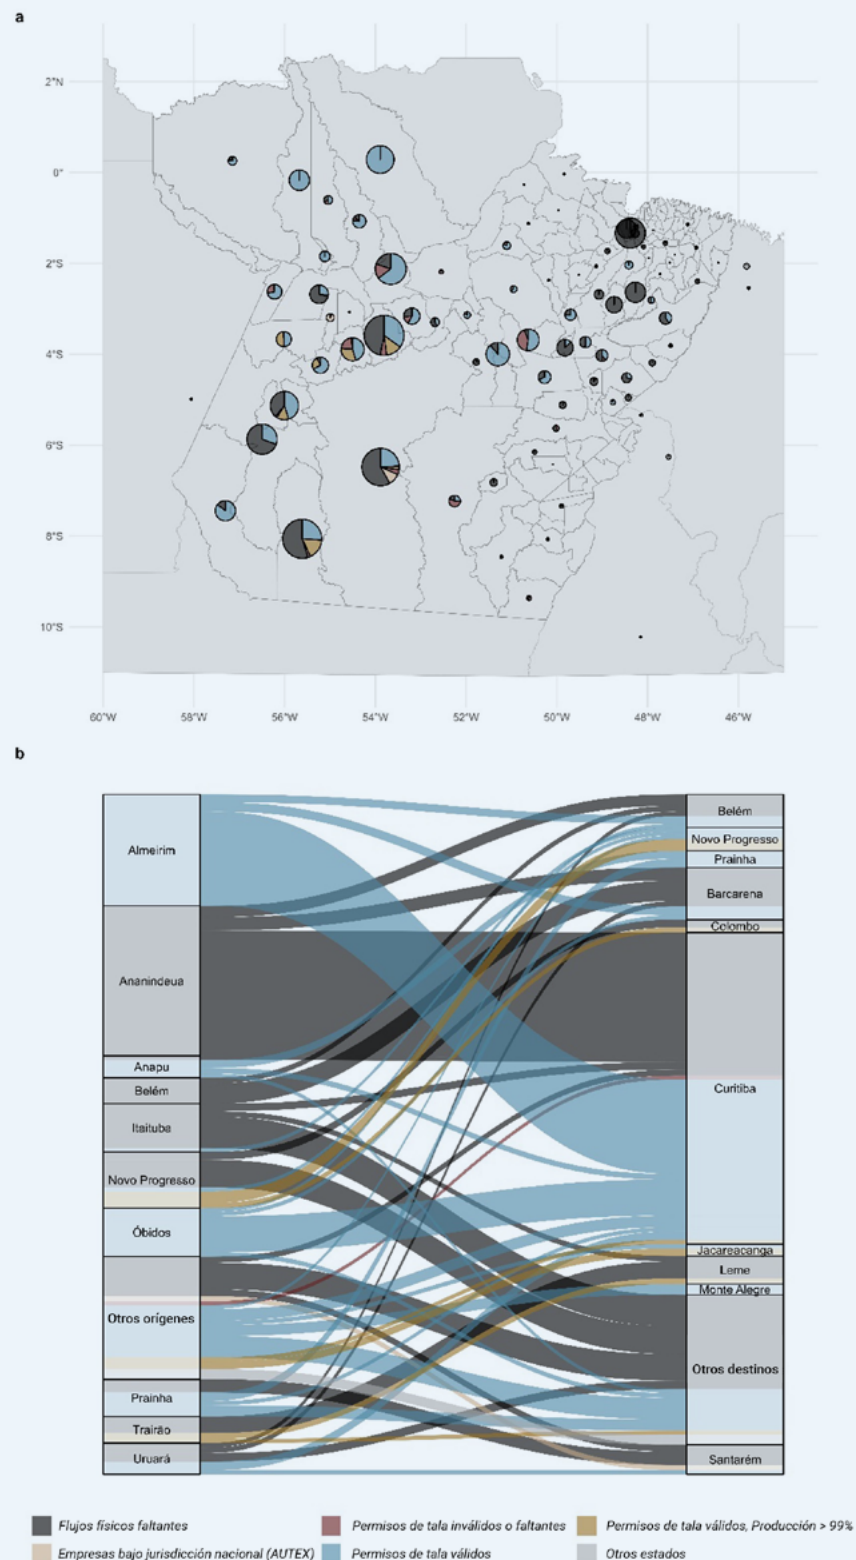 a
2°N
0°
2°S
4°S
6°S
8°S
10°S
60°W 58°W 56°W 54°W 52°W 50°W 48°W 46°W
b
Almeirim
Ananindeua
Anapu
Belém
Itaituba
Novo Progresso
Óbidos
Otros orígenes
Prainha
Trairão
Uruará
Belém
Novo Progresso
Prainha
Barcarena
Colombo
Curitiba
Jacareacanga
Leme
Monte Alegre
Otros destinos
Santarém
Flujos físicos faltantes
Permisos de tala inválidos o faltantes
Permisos de tala válidos, Producción > 99%
Empresas bajo jurisdicción nacional (AUTEX)
Permisos de tala válidos
Otros estados